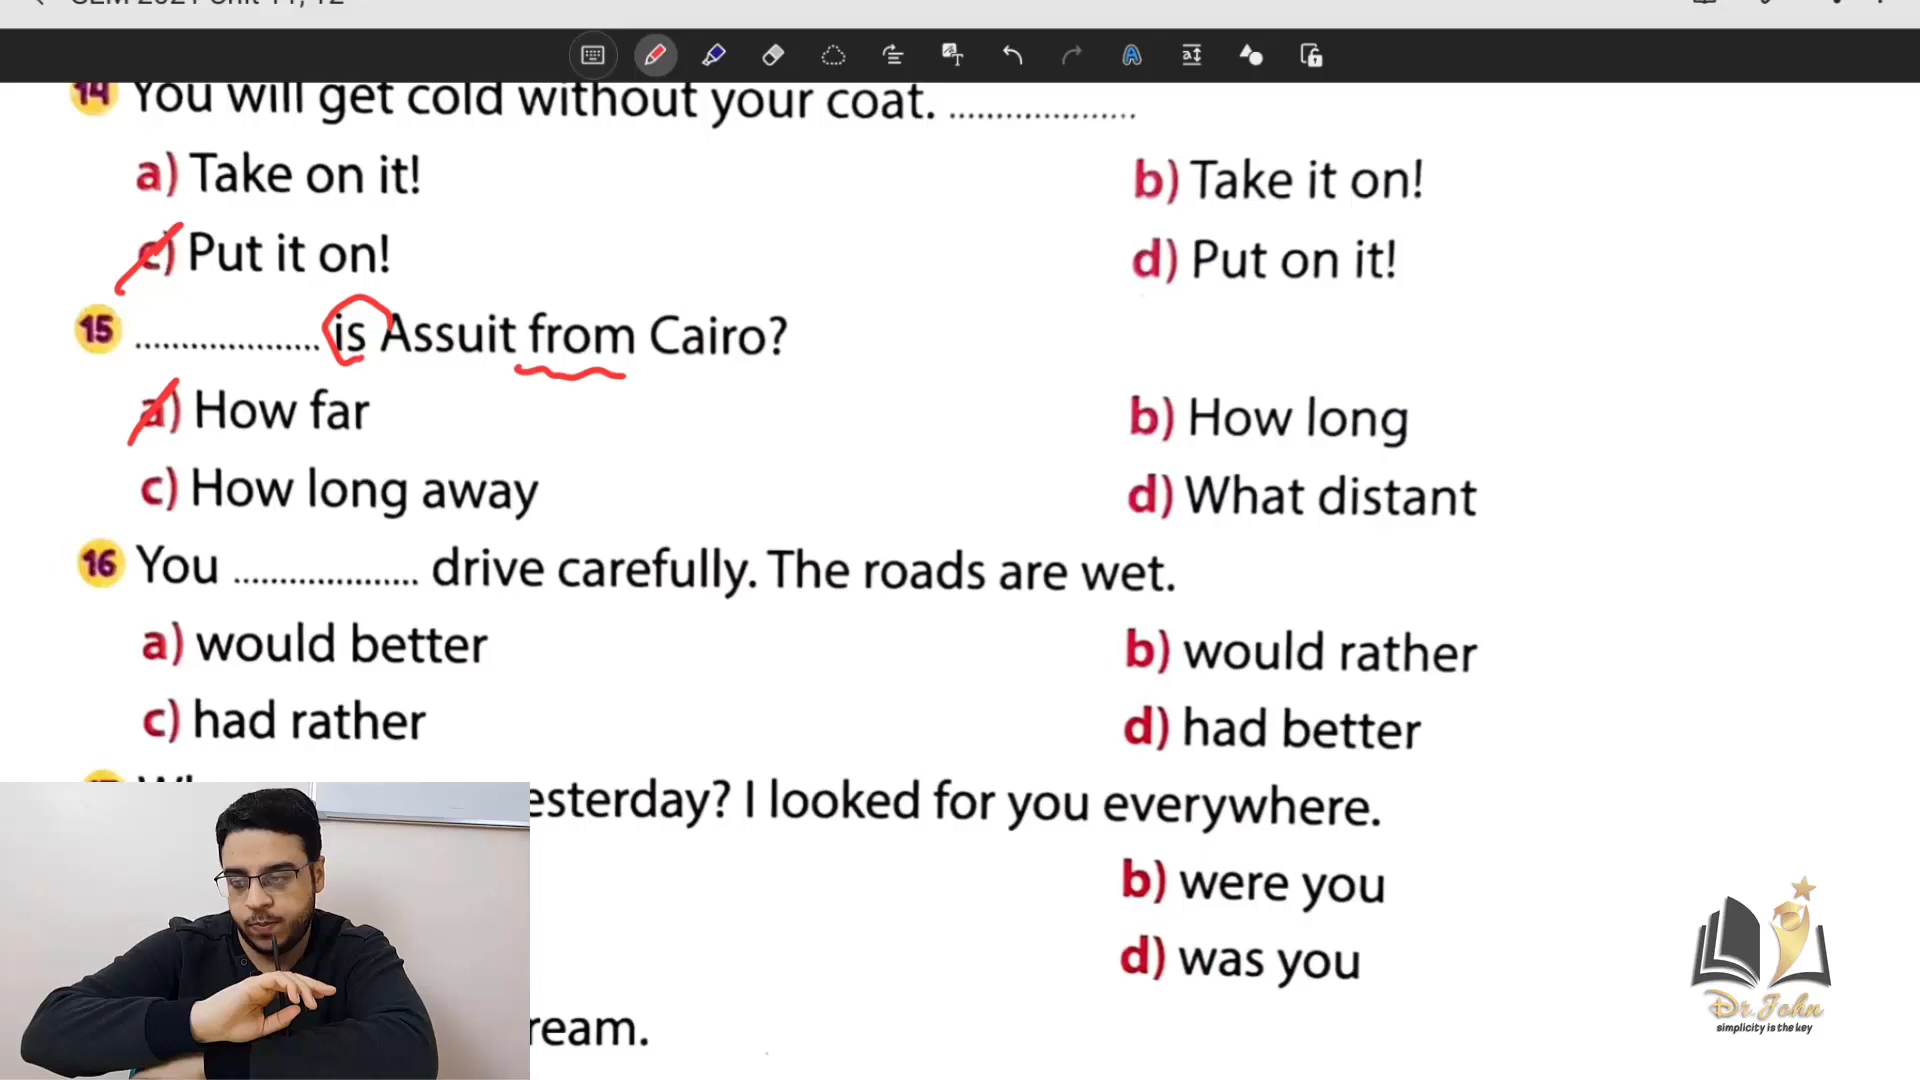 14 You will get cold without your coat. ....................
a) Take on it!
b) Take it on!
c) Put it on!
d) Put on it!
15 .................... is Assuit from Cairo?
a) How far
b) How long
c) How long away
d) What distant
16 You .................... drive carefully. The roads are wet.
a) would better
b) would rather
c) had rather
d) had better
esterday? I looked for you everywhere.
b) were you
d) was you
ream.
Dr. John
simplicity is the key